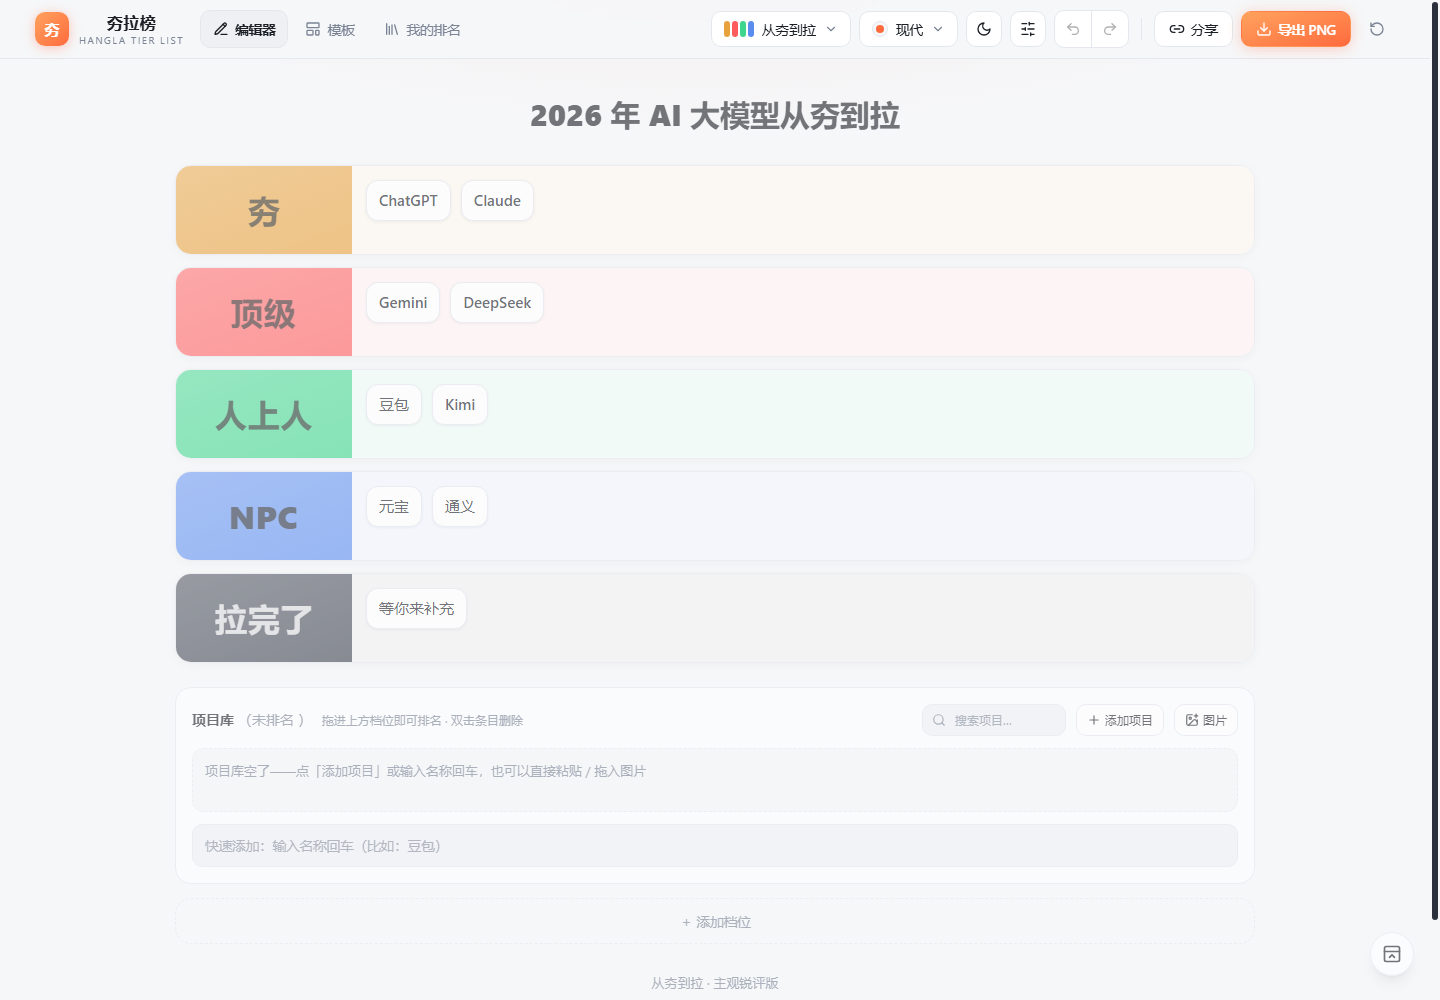 夯
夯拉榜
HANGLA TIER LIST
编辑器
模板
我的排名
从夯到拉
现代
分享
导出 PNG
2026 年 AI 大模型从夯到拉
夯
ChatGPT
Claude
顶级
Gemini
DeepSeek
人上人
豆包
Kimi
NPC
元宝
通义
拉完了
等你来补充
项目库 （未排名 ） 拖进上方档位即可排名 · 双击条目删除
搜索项目...
+ 添加项目
图片
项目库空了——点「添加项目」或输入名称回车，也可以直接粘贴 / 拖入图片
快速添加：输入名称回车（比如：豆包）
+ 添加档位
从夯到拉 · 主观锐评版